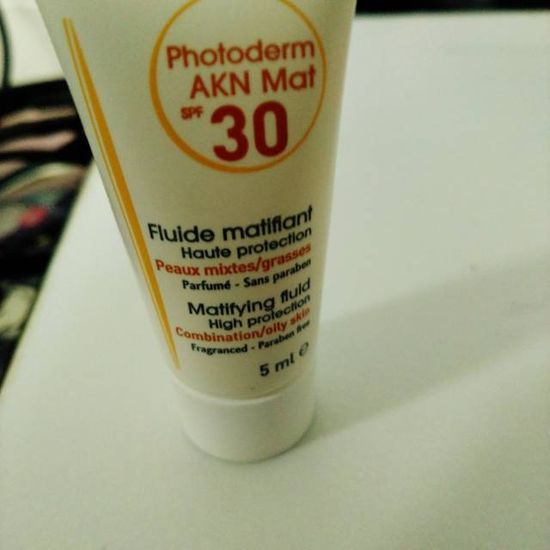 Photoderm
AKN Mat
SPF 30
Fluide matifiant
Haute protection
Peaux mixtes/grasses
Parfumé - Sans paraben
Matifying fluid
High protection
Combination/oily skin
Fragranced - Paraben free
5 ml ℮